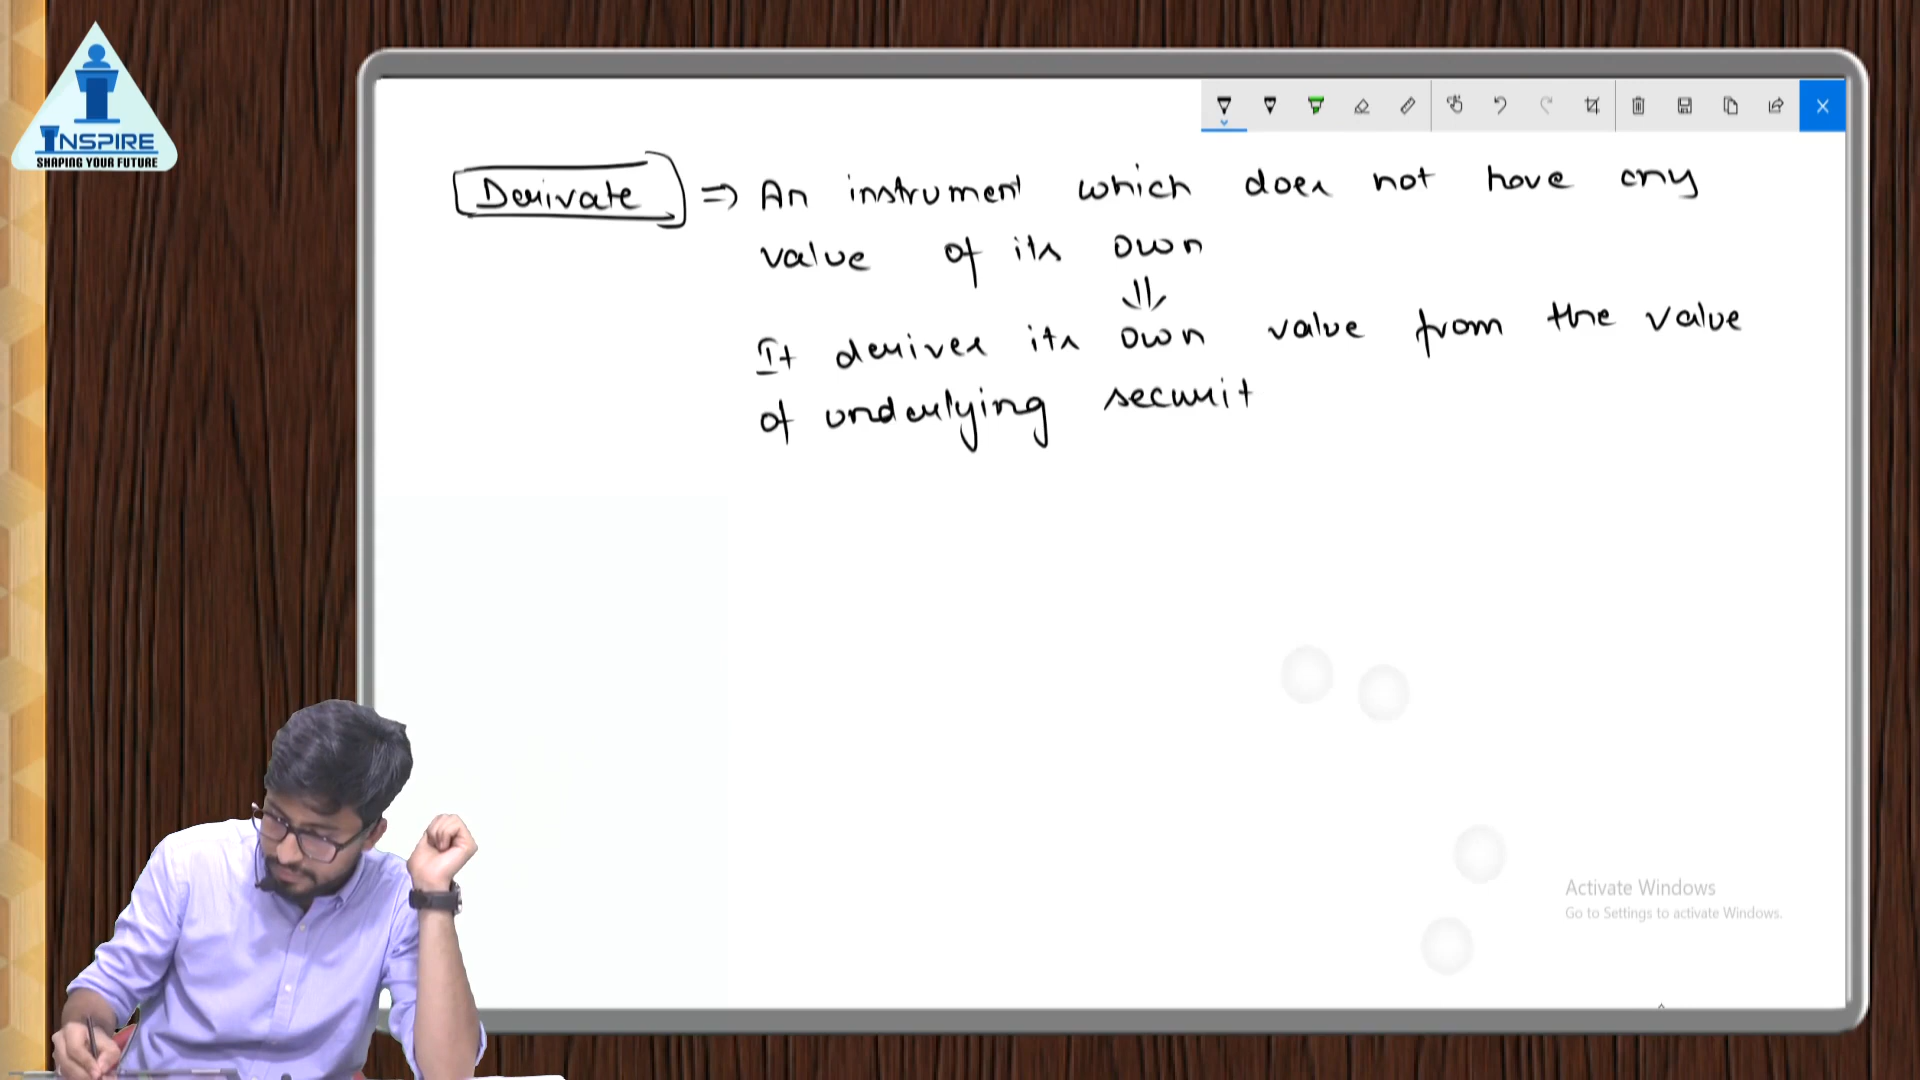 INSPIRE
SHAPING YOUR FUTURE
Derivate => An instrument which does not have any
value of its own
It derives its own value from the value
of underlying securit
Activate Windows
Go to Settings to activate Windows.